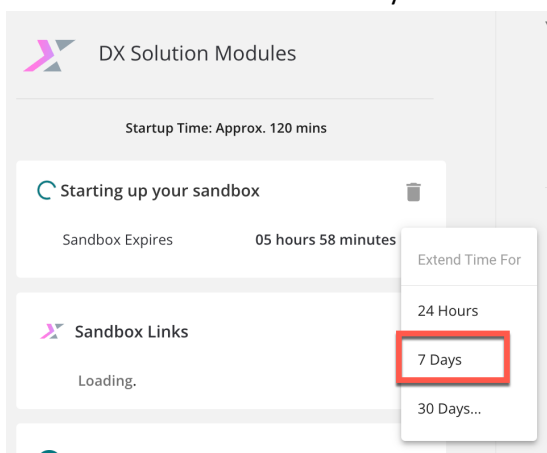 DX Solution Modules
Startup Time: Approx. 120 mins
Starting up your sandbox
Sandbox Expires 05 hours 58 minutes
Extend Time For
24 Hours
7 Days
30 Days...
Sandbox Links
Loading.